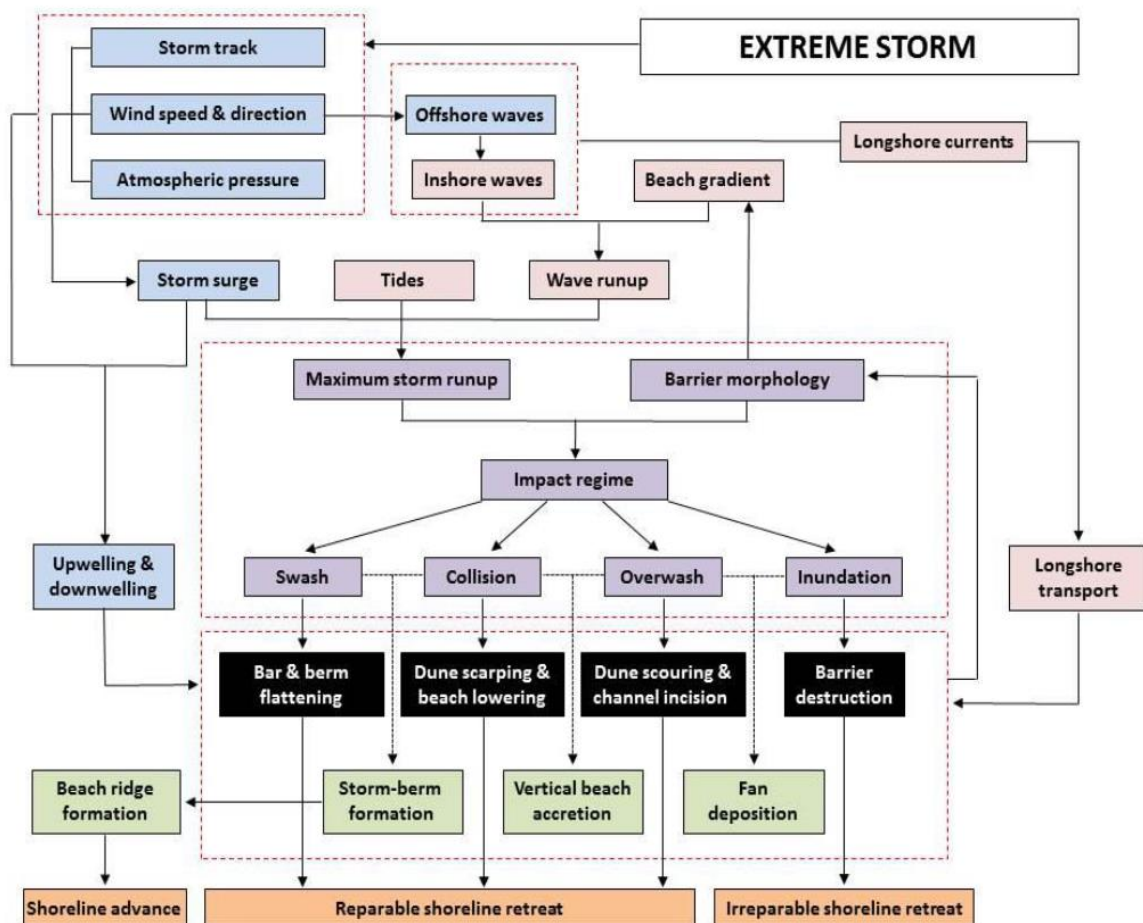 EXTREME STORM
Storm track
Wind speed & direction
Atmospheric pressure
Offshore waves
Inshore waves
Longshore currents
Beach gradient
Storm surge
Tides
Wave runup
Maximum storm runup
Barrier morphology
Impact regime
Swash
Collision
Overwash
Inundation
Upwelling &
downwelling
Longshore
transport
Bar & berm
flattening
Dune scarping &
beach lowering
Dune scouring &
channel incision
Barrier
destruction
Beach ridge
formation
Storm-berm
formation
Vertical beach
accretion
Fan
deposition
Shoreline advance
Reparable shoreline retreat
Irreparable shoreline retreat